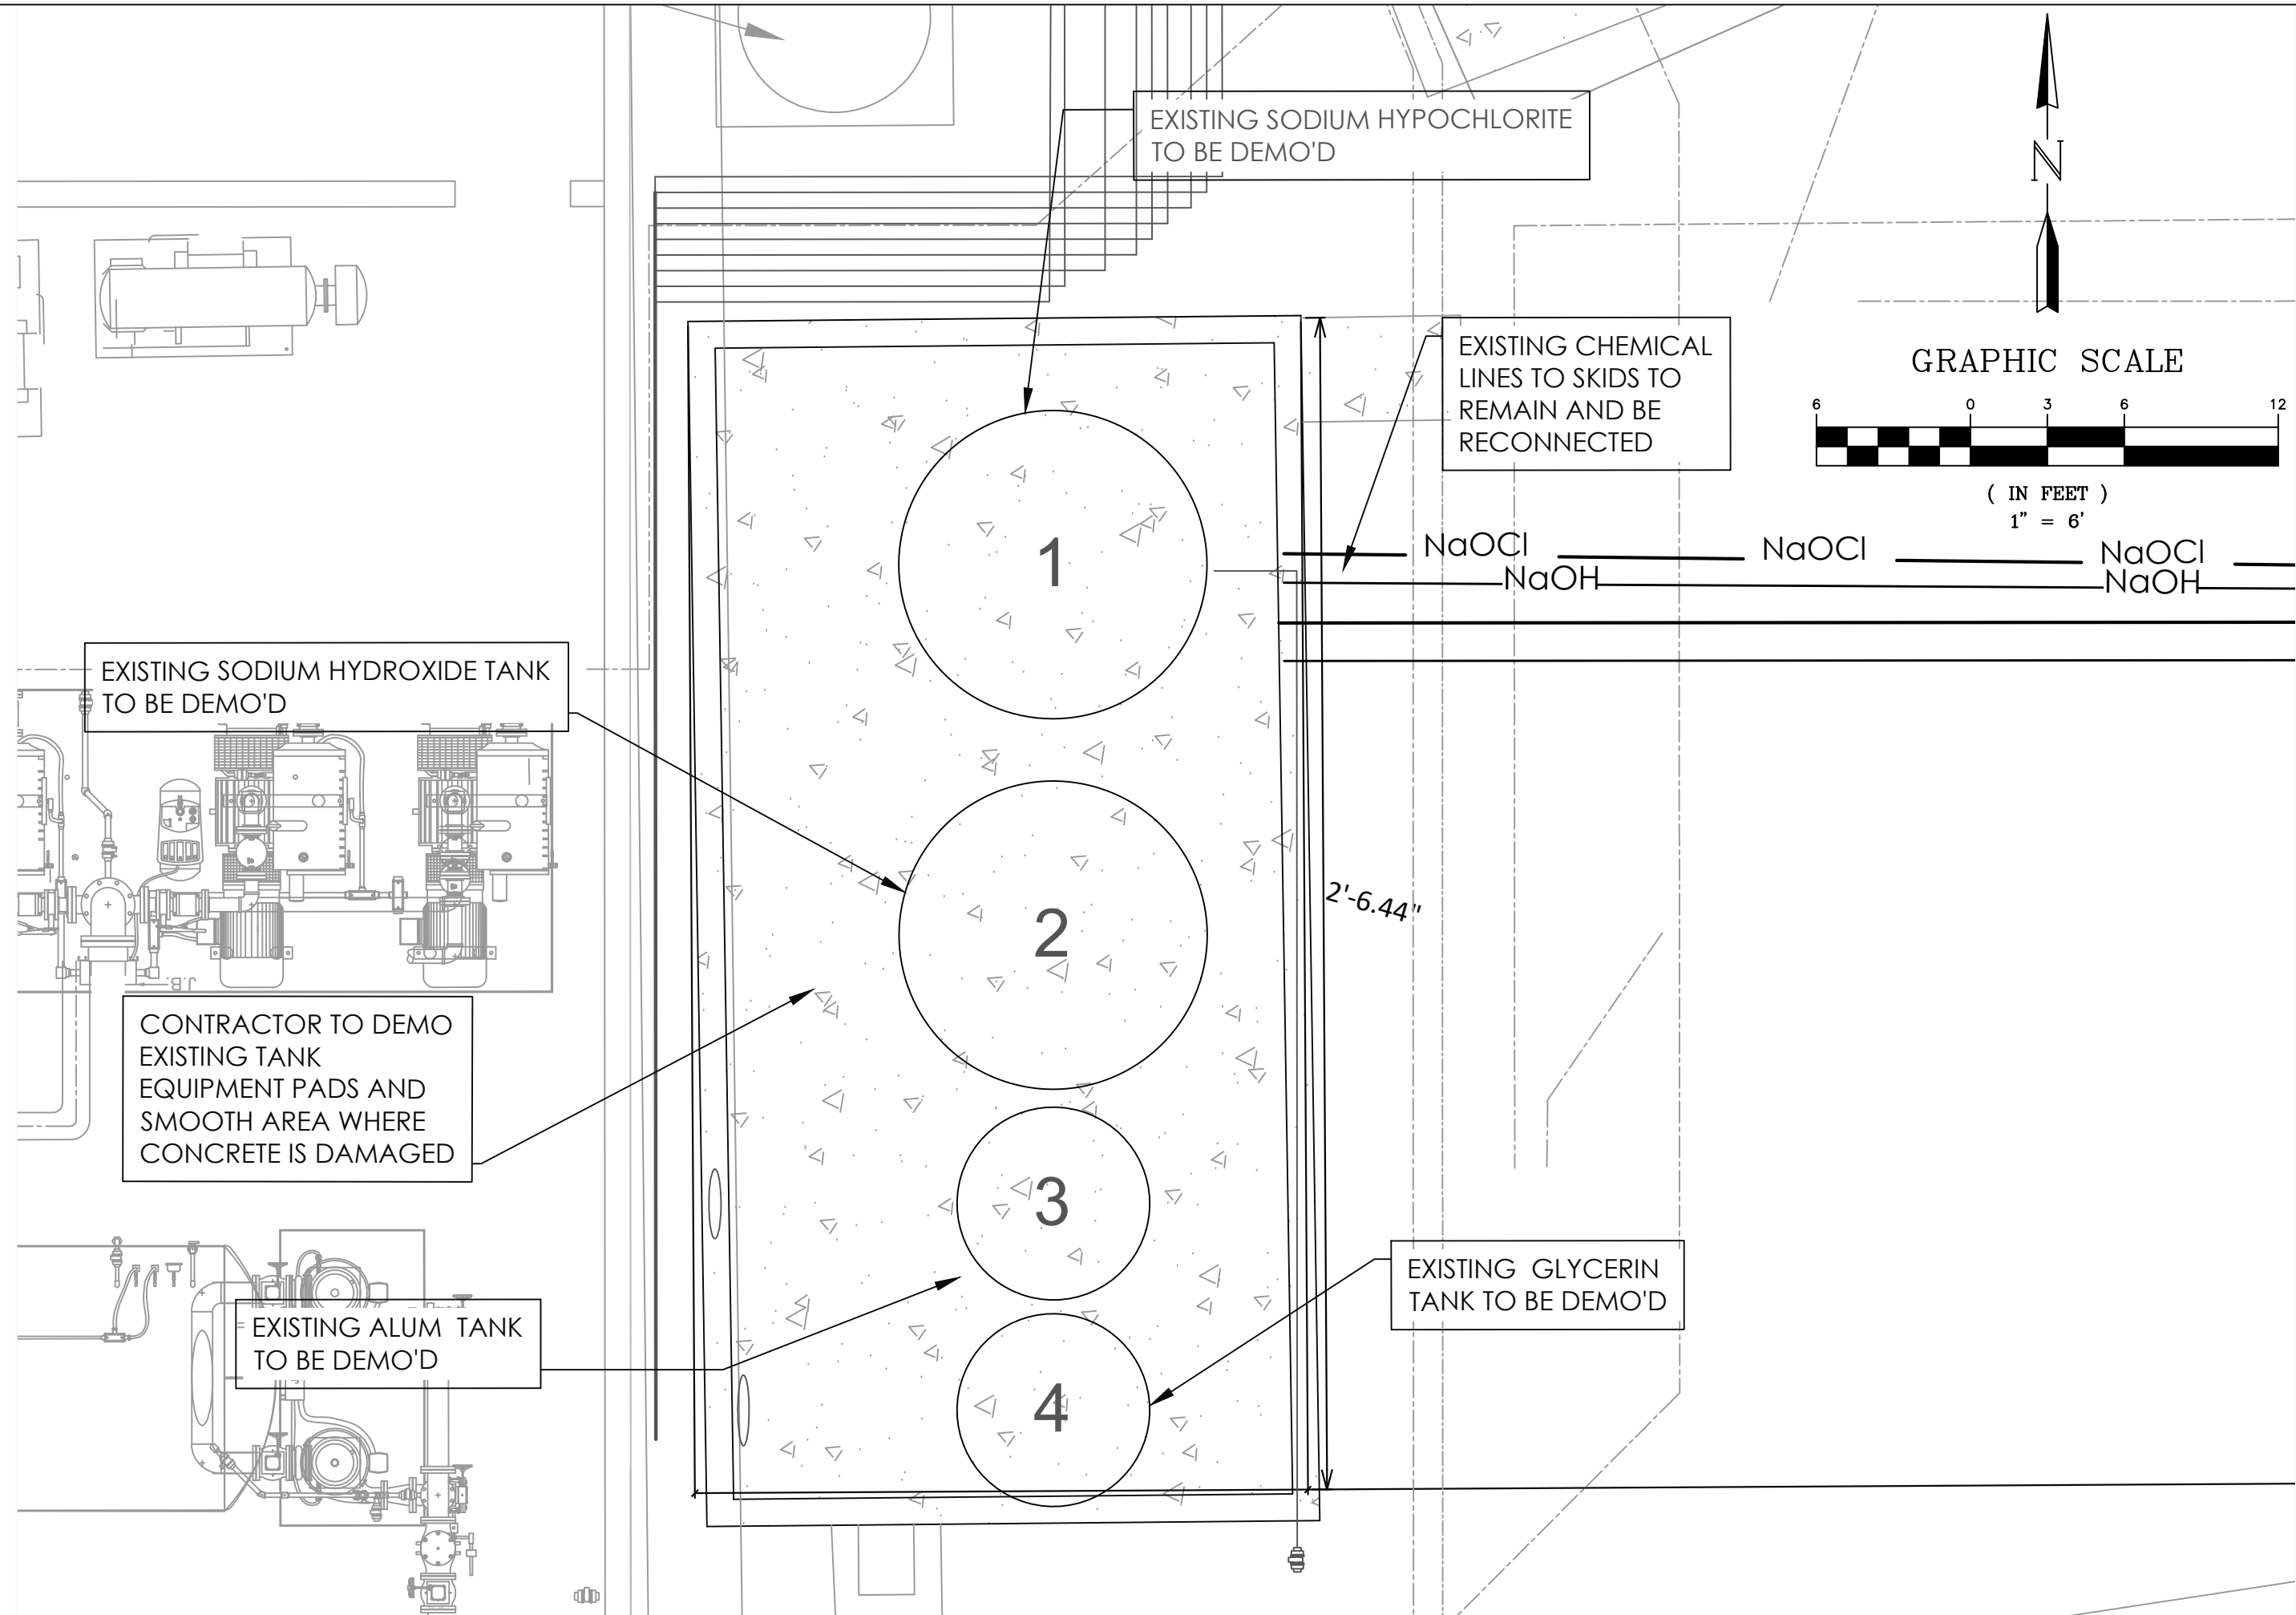 EXISTING SODIUM HYPOCHLORITE
TO BE DEMO'D
N
EXISTING CHEMICAL
LINES TO SKIDS TO
REMAIN AND BE
RECONNECTED
GRAPHIC SCALE
6 0 3 6 12
( IN FEET )
1" = 6'
NaOCl NaOCl NaOCl
NaOH NaOH
1
EXISTING SODIUM HYDROXIDE TANK
TO BE DEMO'D
2'-6.44"
2
J.B.
CONTRACTOR TO DEMO
EXISTING TANK
EQUIPMENT PADS AND
SMOOTH AREA WHERE
CONCRETE IS DAMAGED
3
EXISTING GLYCERIN
TANK TO BE DEMO'D
EXISTING ALUM TANK
TO BE DEMO'D
4